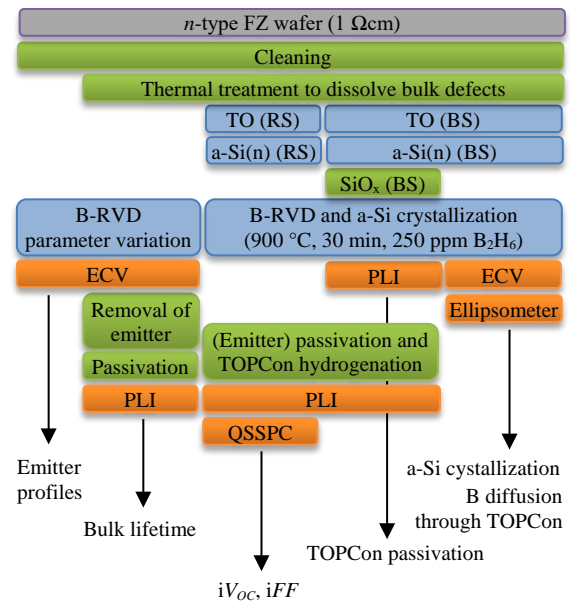 n-type FZ wafer (1 Ωcm)
Cleaning
Thermal treatment to dissolve bulk defects
TO (RS)
TO (BS)
a-Si(n) (RS)
a-Si(n) (BS)
SiOx (BS)
B-RVD
parameter variation
B-RVD and a-Si crystallization
(900 °C, 30 min, 250 ppm B2H6)
ECV
PLI
ECV
Removal of
emitter
Ellipsometer
(Emitter) passivation and
TOPCon hydrogenation
Passivation
PLI
PLI
QSSPC
Emitter
profiles
Bulk lifetime
iVOC, iFF
TOPCon passivation
a-Si cystallization
B diffusion
through TOPCon